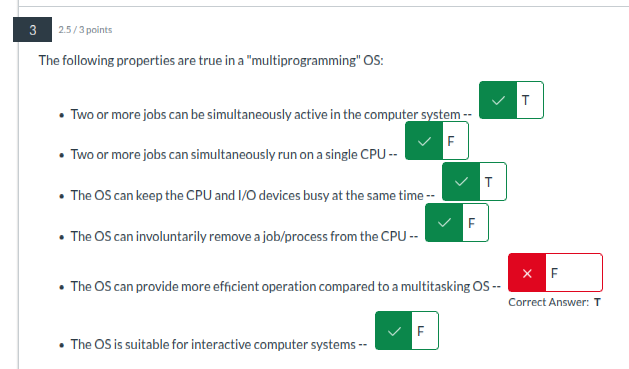 3 2.5 / 3 points
The following properties are true in a "multiprogramming" OS:
• Two or more jobs can be simultaneously active in the computer system -- T
• Two or more jobs can simultaneously run on a single CPU -- F
• The OS can keep the CPU and I/O devices busy at the same time -- T
• The OS can involuntarily remove a job/process from the CPU -- F
• The OS can provide more efficient operation compared to a multitasking OS -- F
Correct Answer: T
• The OS is suitable for interactive computer systems -- F